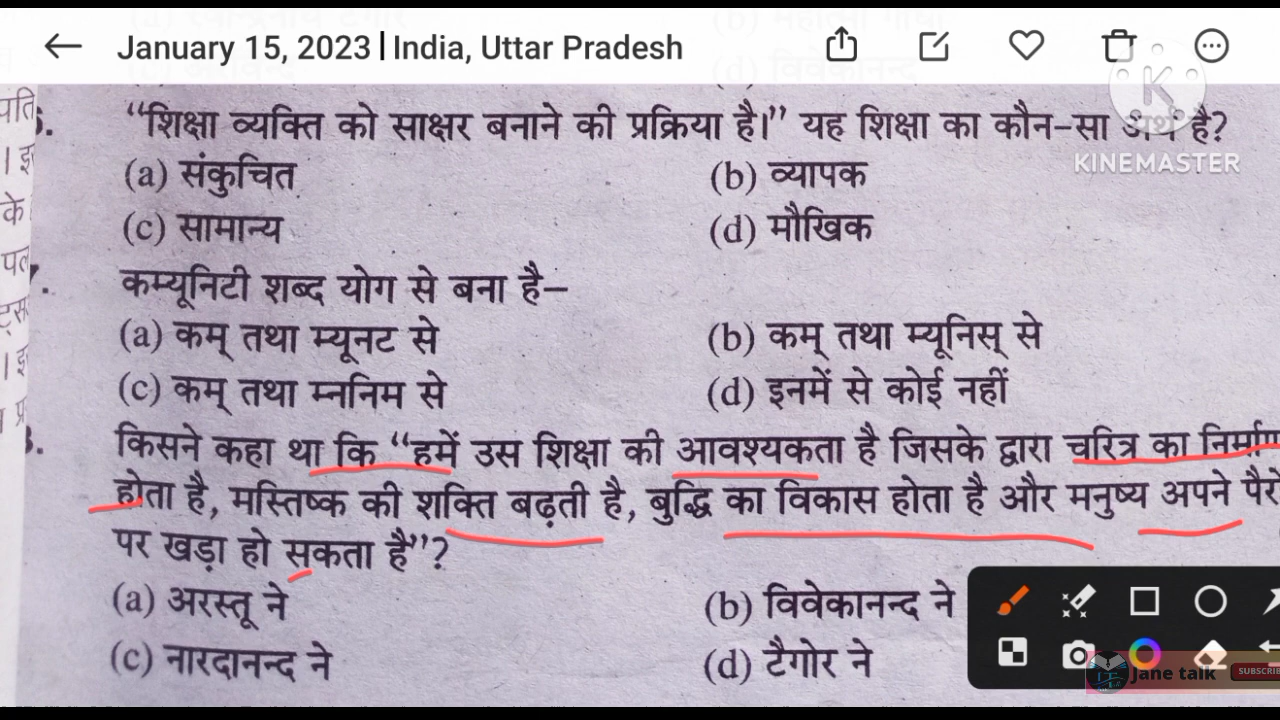 January 15, 2023 | India, Uttar Pradesh
KINEMASTER
"शिक्षा व्यक्ति को साक्षर बनाने की प्रक्रिया है।" यह शिक्षा का कौन-सा अर्थ है?
(a) संकुचित (b) व्यापक
(c) सामान्य (d) मौखिक
कम्यूनिटी शब्द योग से बना है–
(a) कम् तथा म्यूनट से (b) कम् तथा म्यूनिस् से
(c) कम् तथा म्ननिम से (d) इनमें से कोई नहीं
किसने कहा था कि "हमें उस शिक्षा की आवश्यकता है जिसके द्वारा चरित्र का निर्माण
होता है, मस्तिष्क की शक्ति बढ़ती है, बुद्धि का विकास होता है और मनुष्य अपने पैरो
पर खड़ा हो सकता है"?
(a) अरस्तू ने (b) विवेकानन्द ने
(c) नारदानन्द ने (d) टैगोर ने
Jane talk SUBSCRIBE